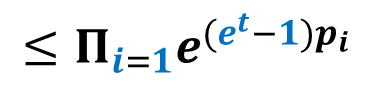 ≤ Π_{i=1} e^{(e^t−1)p_i}